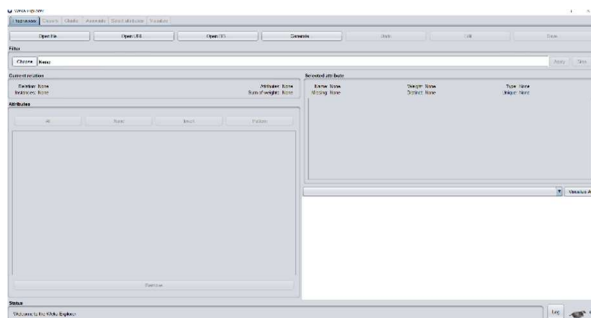 Weka Explorer
Preprocess Classify Cluster Associate Select attributes Visualize
Open file Open URL Open DB Generate Undo Edit Save
Filter
Choose None Apply Stop
Current relation Selected attribute
Relation: None Attributes: None Name: None Weight: None Type: None
Instances: None Sum of weights: None Missing: None Distinct: None Unique: None
Attributes
All None Invert Pattern
Visualize A
Remove
Status
Welcome to the Weka Explorer
Log